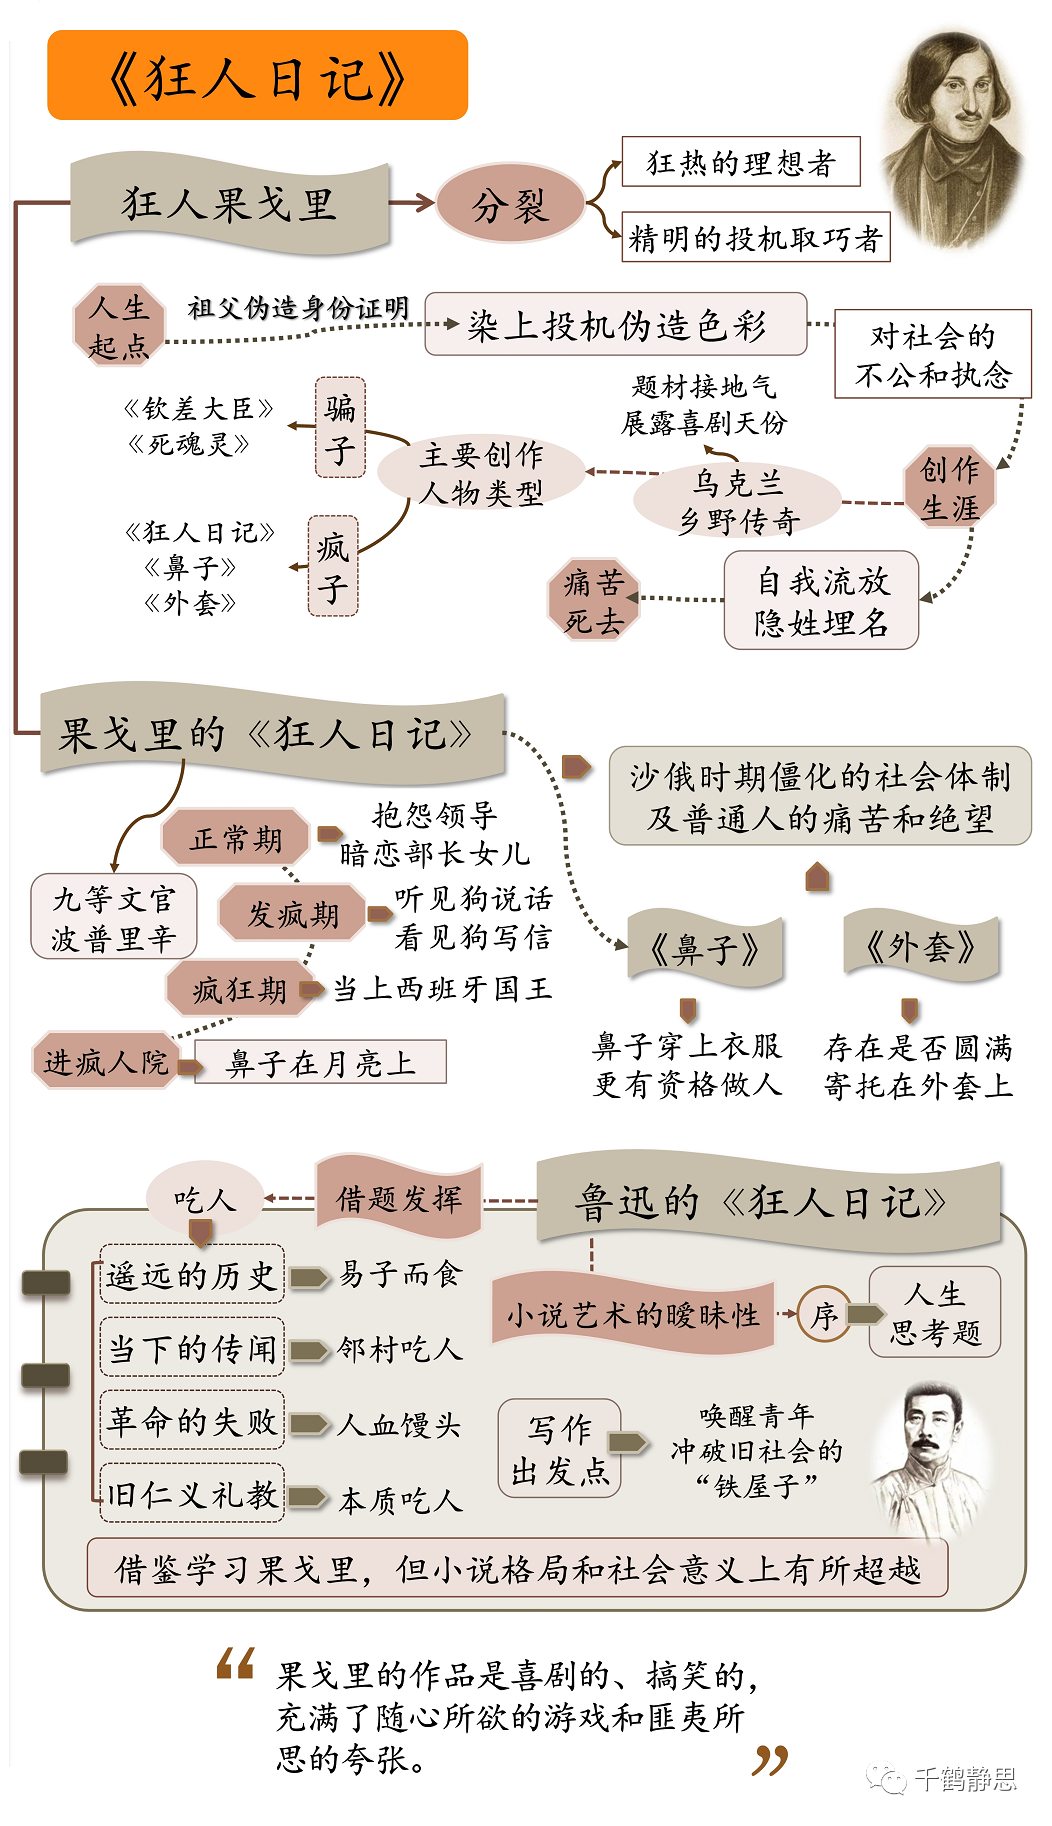 《狂人日记》
狂人果戈里
分裂
狂热的理想者
精明的投机取巧者
人生
起点
祖父伪造身份证明
染上投机伪造色彩
对社会的
不公和执念
创作
生涯
乌克兰
乡野传奇
题材接地气
展露喜剧天份
主要创作
人物类型
骗
子
《钦差大臣》
《死魂灵》
疯
子
《狂人日记》
《鼻子》
《外套》
自我流放
隐姓埋名
痛苦
死去
果戈里的《狂人日记》
九等文官
波普里辛
正常期
抱怨领导
暗恋部长女儿
发疯期
听见狗说话
看见狗写信
疯狂期
当上西班牙国王
进疯人院
鼻子在月亮上
沙俄时期僵化的社会体制
及普通人的痛苦和绝望
《鼻子》
鼻子穿上衣服
更有资格做人
《外套》
存在是否圆满
寄托在外套上
鲁迅的《狂人日记》
借题发挥
吃人
遥远的历史
易子而食
当下的传闻
邻村吃人
革命的失败
人血馒头
旧仁义礼教
本质吃人
小说艺术的暧昧性
序
人生
思考题
写作
出发点
唤醒青年
冲破旧社会的
“铁屋子”
借鉴学习果戈里，但小说格局和社会意义上有所超越
“果戈里的作品是喜剧的、搞笑的，
充满了随心所欲的游戏和匪夷所
思的夸张。”
千鹤静思